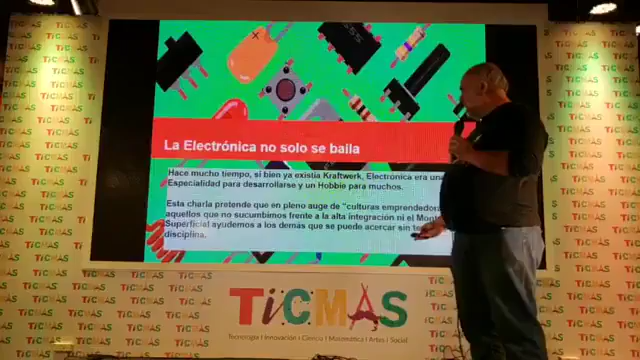 La Electrónica no solo se baila
Hace mucho tiempo, si bien ya existia Kraftwerk, Electrónica era una
Especialidad para desarrollarse y un Hobbie para muchos.
Esta charla pretende que en pleno auge de "culturas emprendedora
aquellos que no sucumbimos frente a la alta integración ni el Mont
Superficial ayudemos a los demas que se puede acercar sin te
disciplina.
TiCMAS
Tecnología | Innovación | Ciencia | Matemática | Artes | Social